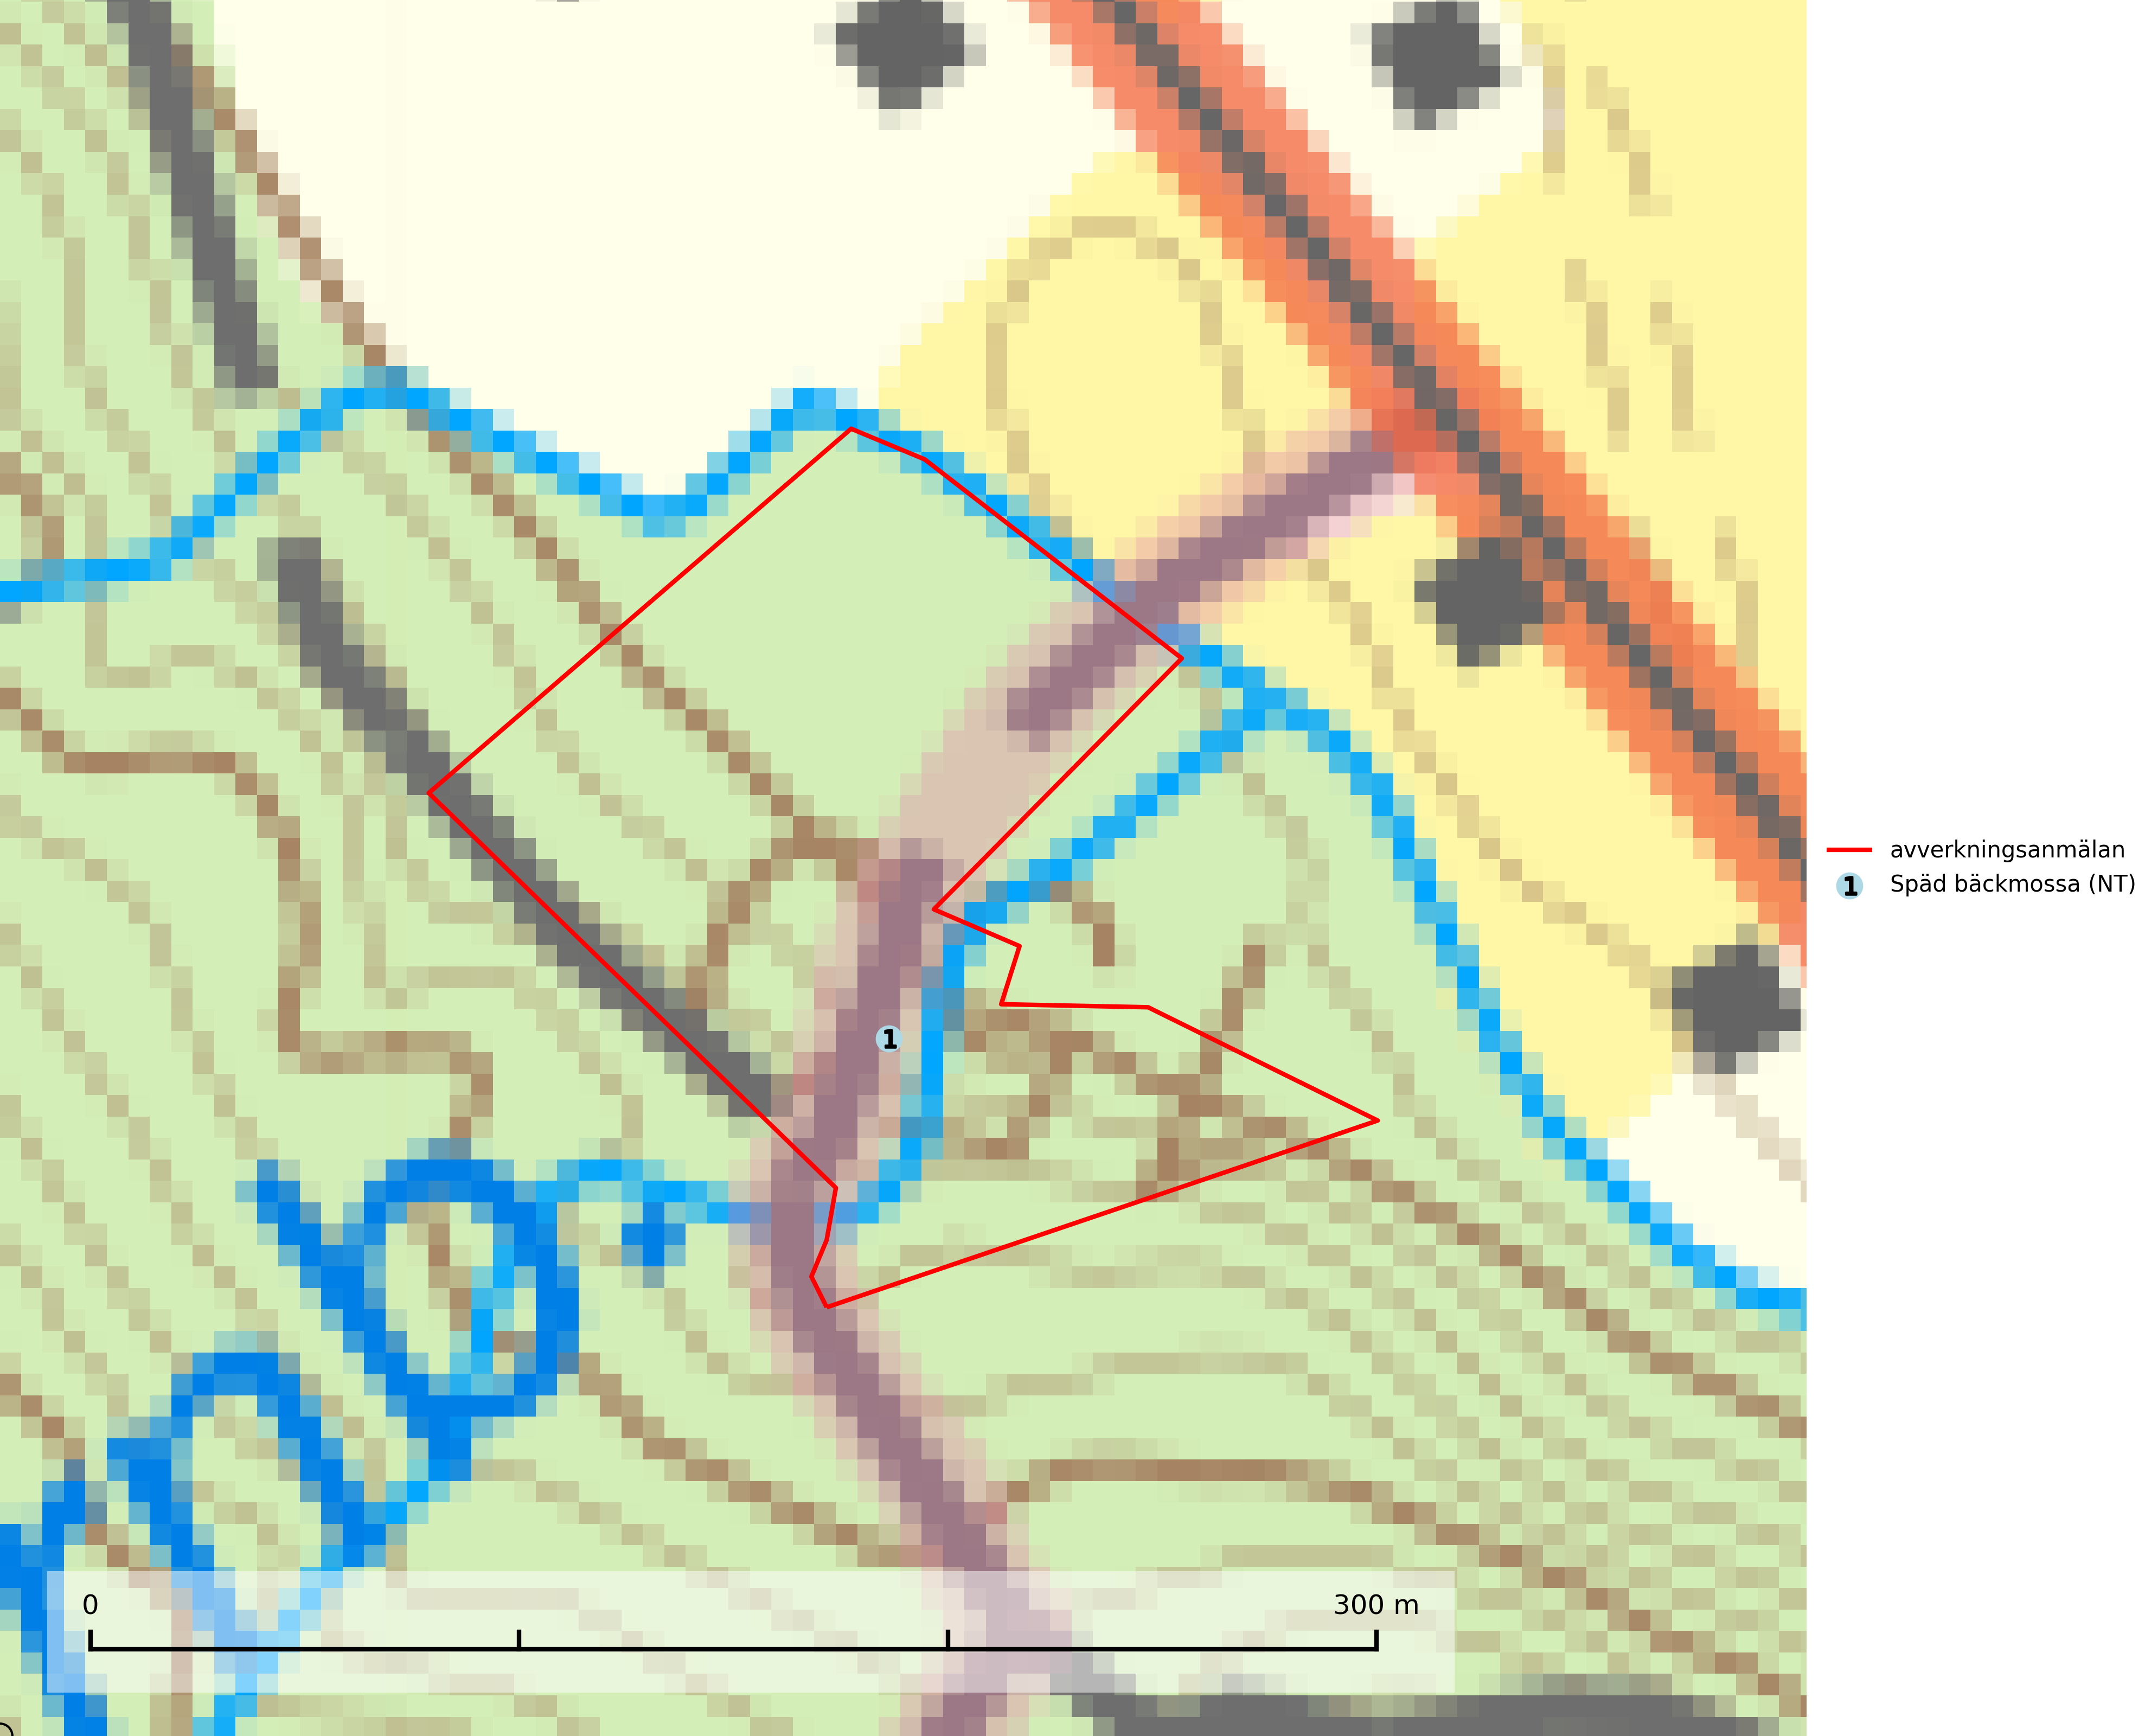 avverkningsanmälan
1 Späd bäckmossa (NT)
1
0 300 m